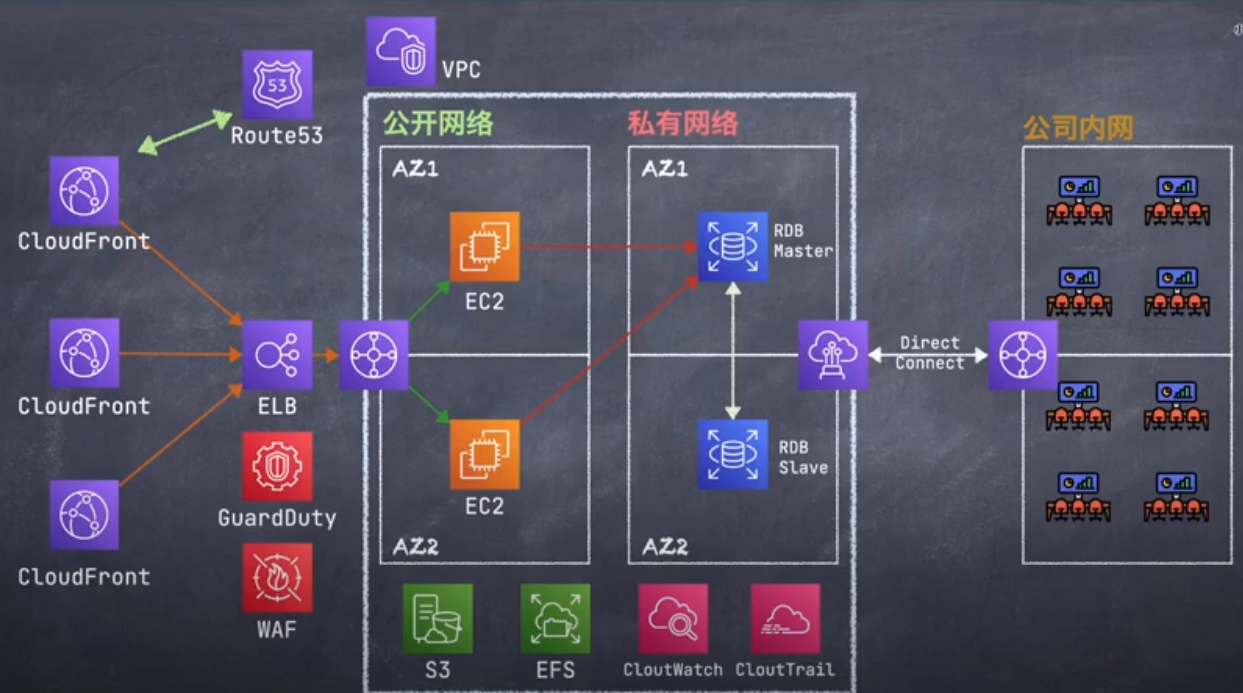 VPC
53
Route53
公开网络
私有网络
公司内网
AZ1
AZ1
CloudFront
EC2
RDB
Master
CloudFront
ELB
Direct
Connect
EC2
RDB
Slave
GuardDuty
CloudFront
AZ2
AZ2
WAF
S3
EFS
CloutWatch
CloutTrail